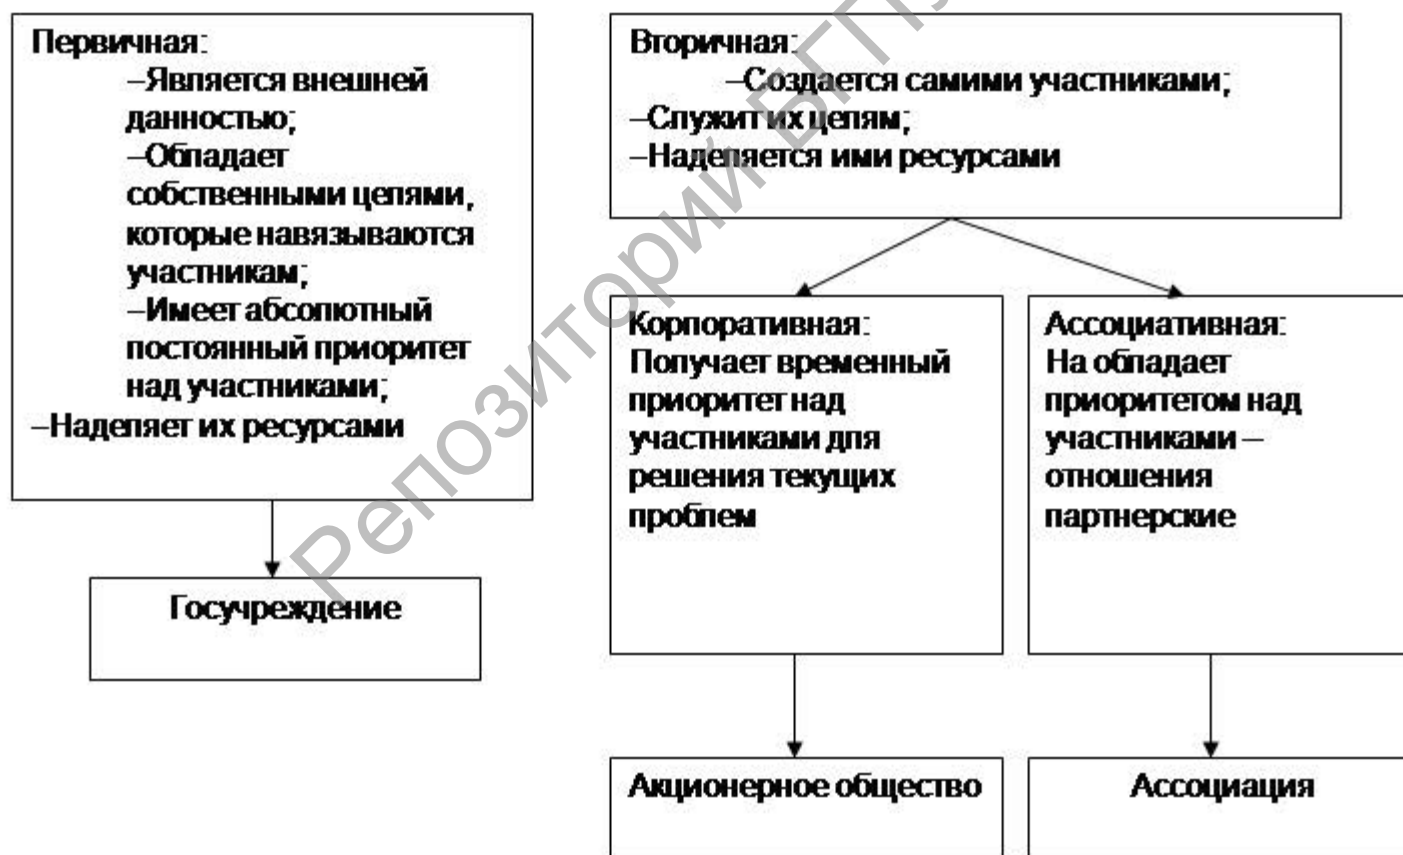 Первичная:
–Является внешней
данностью;
–Обладает
собственными целями,
которые навязываются
участникам;
–Имеет абсолютный
постоянный приоритет
над участниками;
–Наделяет их ресурсами
Госучреждение
Вторичная:
–Создается самими участниками;
–Служит их целям;
–Наделяется ими ресурсами
Корпоративная:
Получает временный
приоритет над
участниками для
решения текущих
проблем
Акционерное общество
Ассоциативная:
На обладает
приоритетом над
участниками –
отношения
партнерские
Ассоциация
Репозиторий